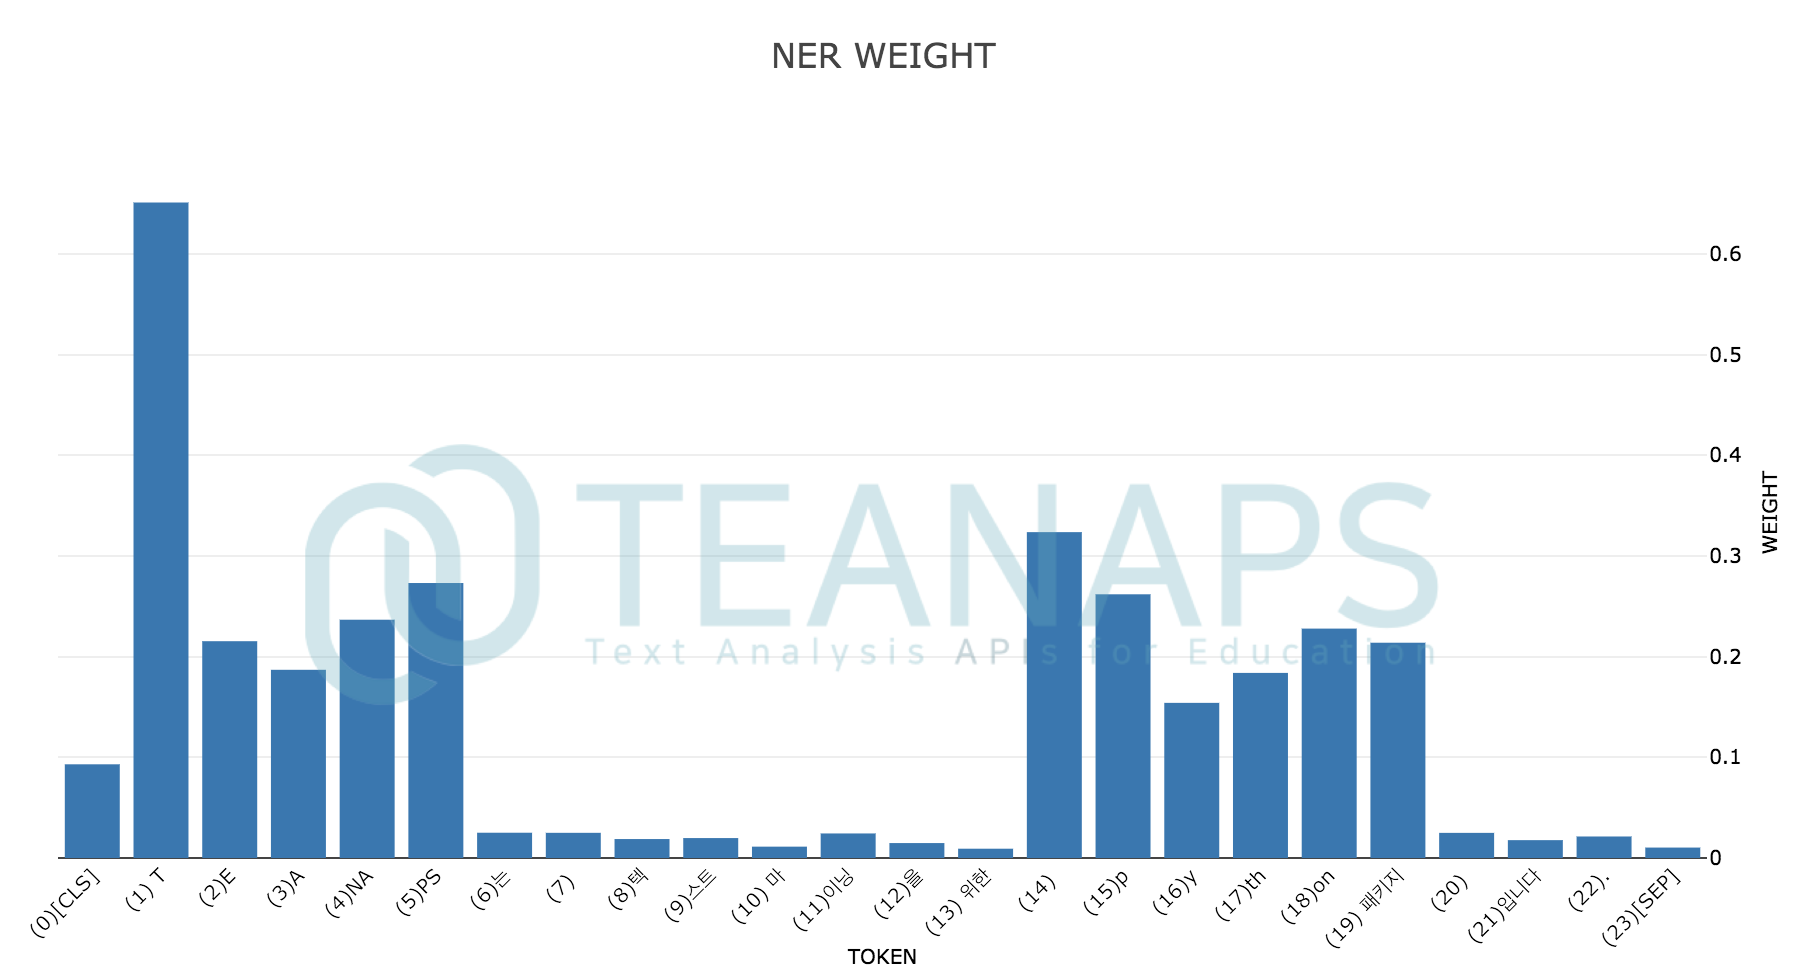 NER WEIGHT
0.6
0.5
0.4
0.3
0.2
0.1
0
WEIGHT
TEANAPS
Text Analysis APIs for Education
(0)[CLS]
(1) T
(2)E
(3)A
(4)NA
(5)PS
(6)는
(7)
(8)텍
(9)스트
(10) 마
(11)이닝
(12)을
(13) 위한
(14)
(15)p
(16)y
(17)th
(18)on
(19) 패키지
(20)
(21)입니다
(22).
(23)[SEP]
TOKEN